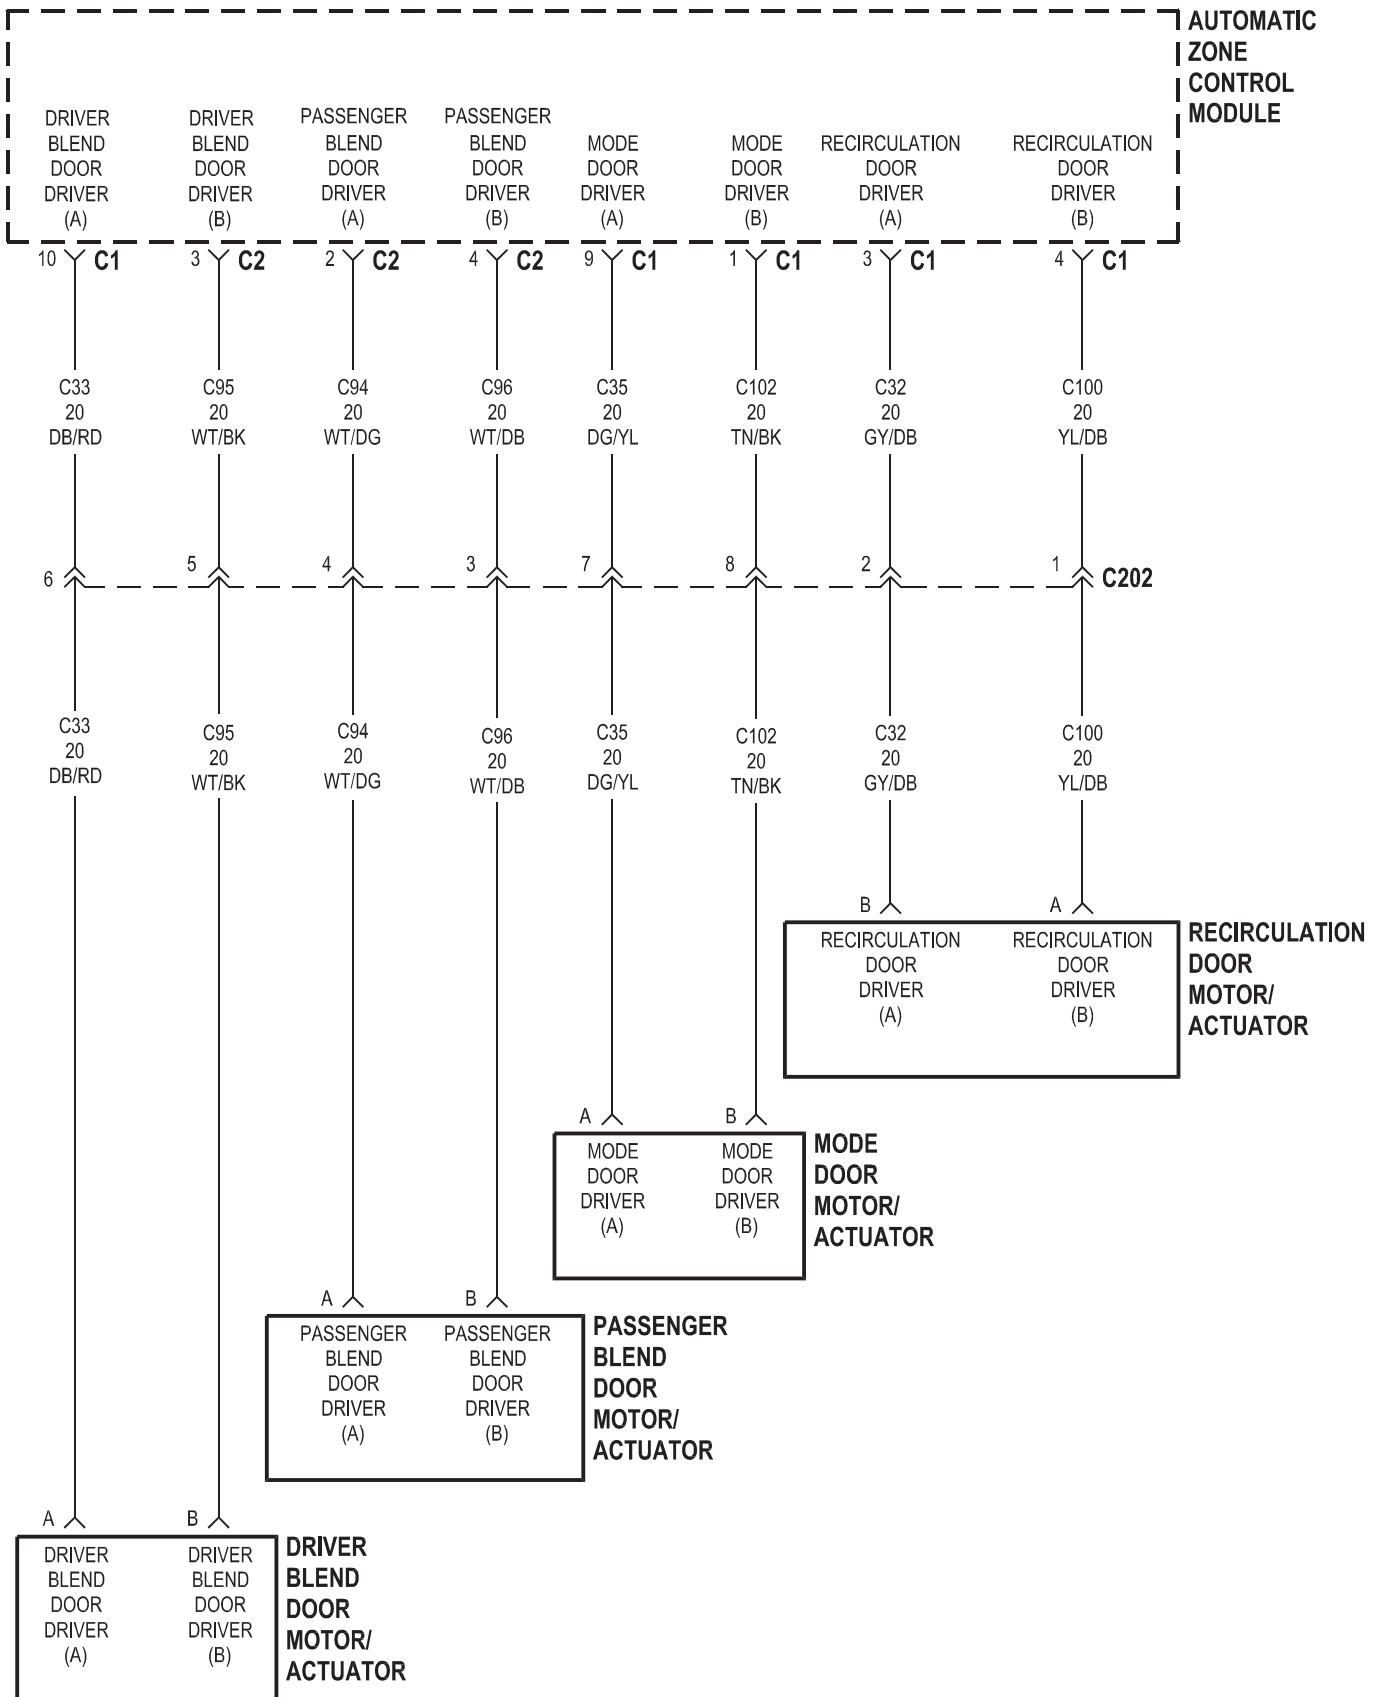 AUTOMATIC
ZONE
CONTROL
MODULE
DRIVER
BLEND
DOOR
DRIVER
(A)
DRIVER
BLEND
DOOR
DRIVER
(B)
PASSENGER
BLEND
DOOR
DRIVER
(A)
PASSENGER
BLEND
DOOR
DRIVER
(B)
MODE
DOOR
DRIVER
(A)
MODE
DOOR
DRIVER
(B)
RECIRCULATION
DOOR
DRIVER
(A)
RECIRCULATION
DOOR
DRIVER
(B)
10 C1
3 C2
2 C2
4 C2
9 C1
1 C1
3 C1
4 C1
C33
20
DB/RD
C95
20
WT/BK
C94
20
WT/DG
C96
20
WT/DB
C35
20
DG/YL
C102
20
TN/BK
C32
20
GY/DB
C100
20
YL/DB
6
5
4
3
7
8
2
1
C202
C33
20
DB/RD
C95
20
WT/BK
C94
20
WT/DG
C96
20
WT/DB
C35
20
DG/YL
C102
20
TN/BK
C32
20
GY/DB
C100
20
YL/DB
B
A
RECIRCULATION
DOOR
DRIVER
(A)
RECIRCULATION
DOOR
DRIVER
(B)
RECIRCULATION
DOOR
MOTOR/
ACTUATOR
A
B
MODE
DOOR
DRIVER
(A)
MODE
DOOR
DRIVER
(B)
MODE
DOOR
MOTOR/
ACTUATOR
A
B
PASSENGER
BLEND
DOOR
DRIVER
(A)
PASSENGER
BLEND
DOOR
DRIVER
(B)
PASSENGER
BLEND
DOOR
MOTOR/
ACTUATOR
A
B
DRIVER
BLEND
DOOR
DRIVER
(A)
DRIVER
BLEND
DOOR
DRIVER
(B)
DRIVER
BLEND
DOOR
MOTOR/
ACTUATOR